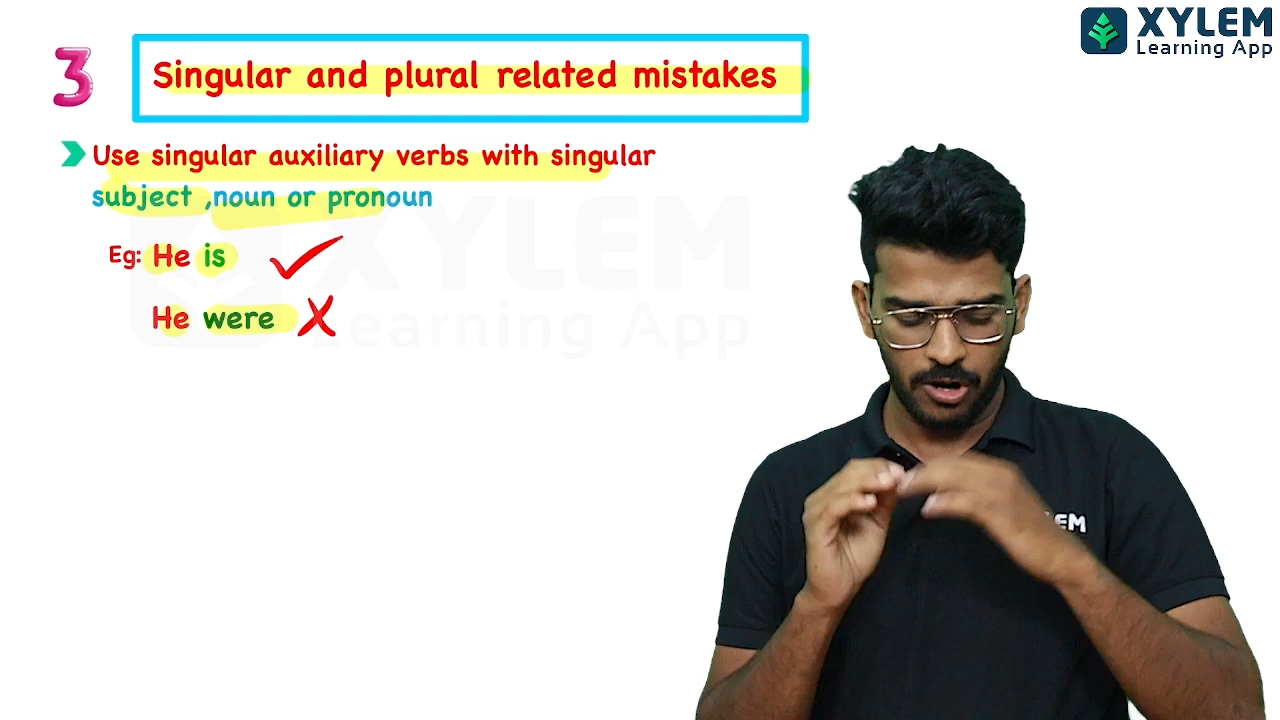 XYLEM
Learning App
3
Singular and plural related mistakes
Use singular auxiliary verbs with singular
subject ,noun or pronoun
Eg: He is
He were
XYLEM
Learning App
LEM